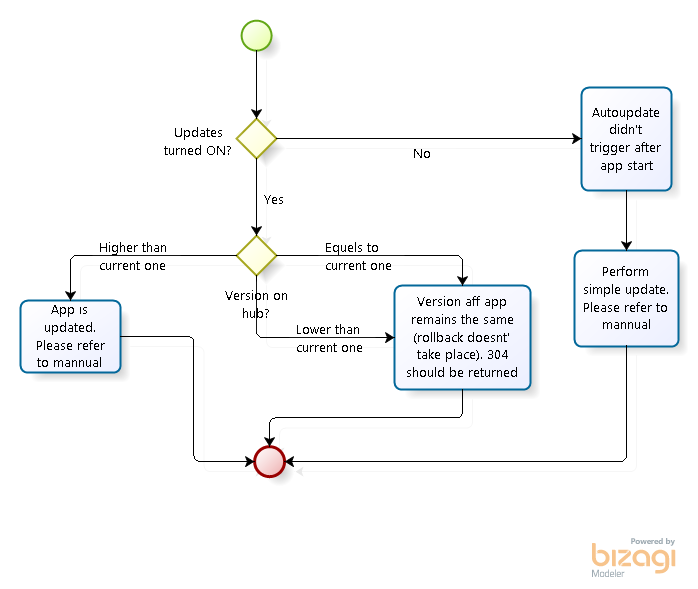 Updates
turned ON?
No
Autoupdate
didn't
trigger after
app start
Yes
Higher than
current one
Equels to
current one
Version on
hub?
Lower than
current one
App is
updated.
Please refer
to mannual
Version aff app
remains the same
(rollback doesnt'
take place). 304
should be returned
Perform
simple update.
Please refer to
mannual
Powered by
bizagi
Modeler